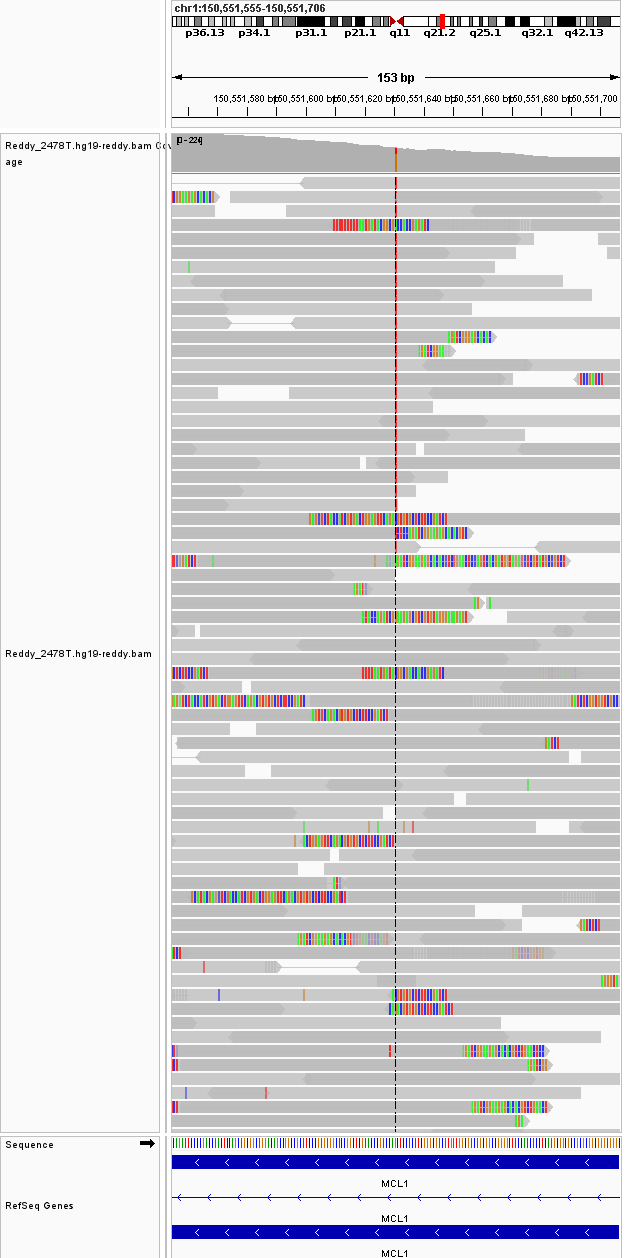 chr1:150,551,555-150,551,706
p36.13 p34.1 p31.1 p21.1 q11 q21.2 q25.1 q32.1 q42.13
153 bp
150,551,580 bp 150,551,600 bp 150,551,620 bp 150,551,640 bp 150,551,660 bp 150,551,680 bp 150,551,700
Reddy_2478T.hg19-reddy.bam Cov
age
Reddy_2478T.hg19-reddy.bam
Sequence
MCL1
RefSeq Genes
MCL1
MCL1